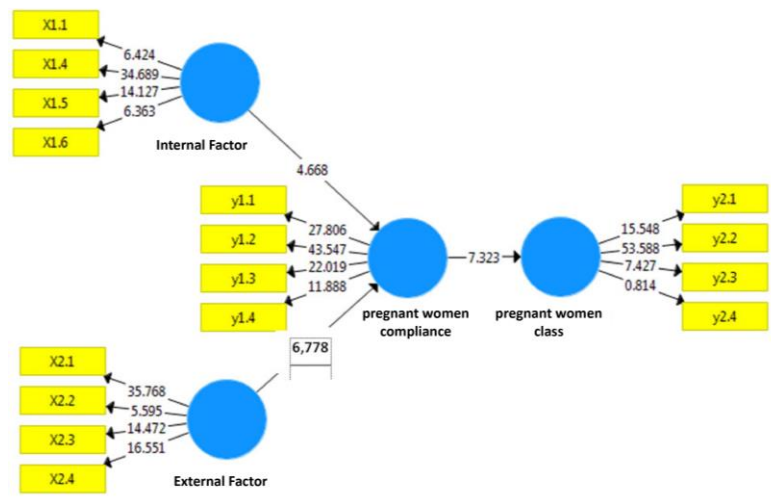 X1.1
6.424
X1.4
34.689
X1.5
14.127
X1.6
6.363
Internal Factor
4.668
y1.1
27.806
y1.2
43.547
y1.3
22.019
y1.4
11.888
pregnant women
compliance
7.323
pregnant women
class
y2.1
15.548
y2.2
53.588
y2.3
7.427
y2.4
0.814
6,778
X2.1
35.768
X2.2
5.595
X2.3
14.472
X2.4
16.551
External Factor